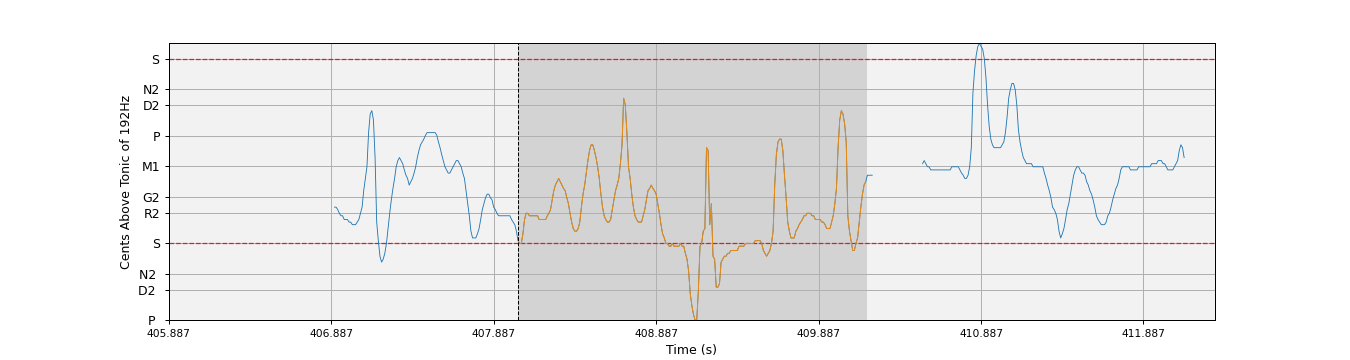 S
N2
D2
P
M1
G2
R2
S
N2
D2
P
Cents Above Tonic of 192Hz
405.887 406.887 407.887 408.887 409.887 410.887 411.887
Time (s)